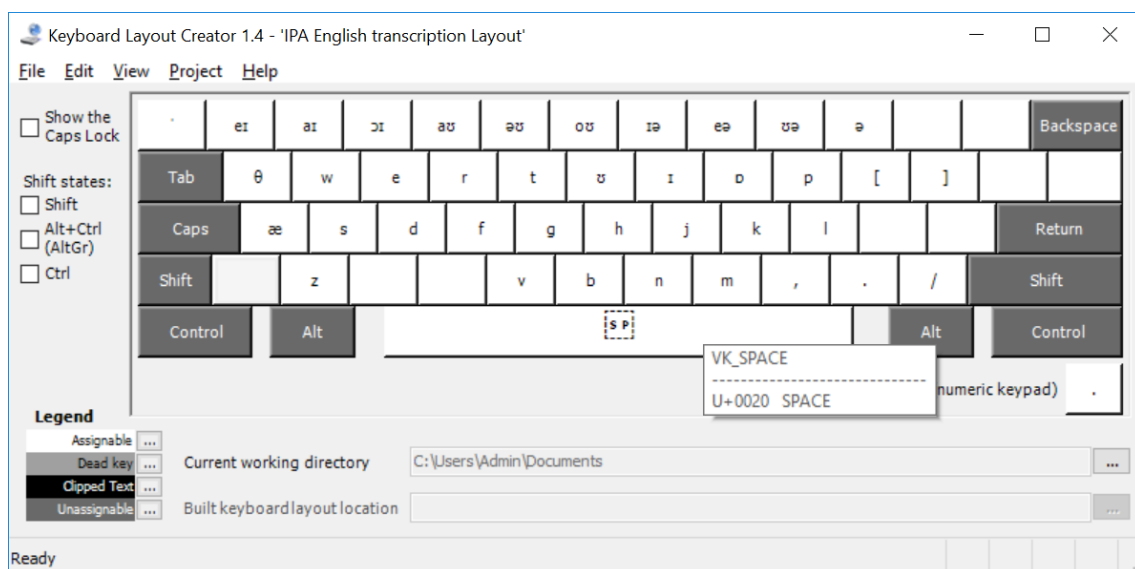 Keyboard Layout Creator 1.4 - 'IPA English transcription Layout'
File Edit View Project Help
Show the
Caps Lock
Shift states:
Shift
Alt+Ctrl
(AltGr)
Ctrl
eɪ aɪ ɔɪ aʊ əʊ oʊ ɪə eə ʊə ə Backspace
Tab θ w e r t ʊ ɪ ɒ p [ ]
Caps æ s d f g h j k l Return
Shift z v b n m , . / Shift
Control Alt SP Alt Control
VK_SPACE
----------------------------------
U+0020 SPACE
numeric keypad) .
Legend
Assignable ...
Dead key ...
Clipped Text ...
Unassignable ...
Current working directory C:\Users\Admin\Documents ...
Built keyboard layout location ...
Ready